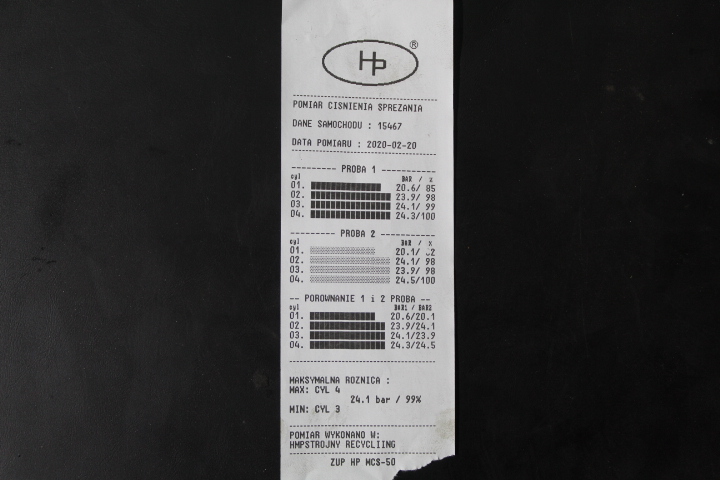 HP ®
POMIAR CISNIENIA SPREZANIA
DANE SAMOCHODU : 15467
DATA POMIARU : 2020-02-20
--------- PROBA 1 -----------
cyl BAR / %
01. 20.6/ 85
02. 23.9/ 98
03. 24.1/ 99
04. 24.3/100
--------- PROBA 2 -----------
cyl BAR / %
01. 20.1/
02. 24.1/ 98
03. 23.9/ 98
04. 24.5/100
-- POROWNANIE 1 i 2 PROBA --
cyl BAR1 / BAR2
01. 20.6/20.1
02. 23.9/24.1
03. 24.1/23.9
04. 24.3/24.5
MAKSYMALNA ROZNICA :
MAX: CYL 4
24.1 bar / 99%
MIN: CYL 3
POMIAR WYKONANO W:
HMPSTROJNY RECYCLIING
ZUP HP MCS-50